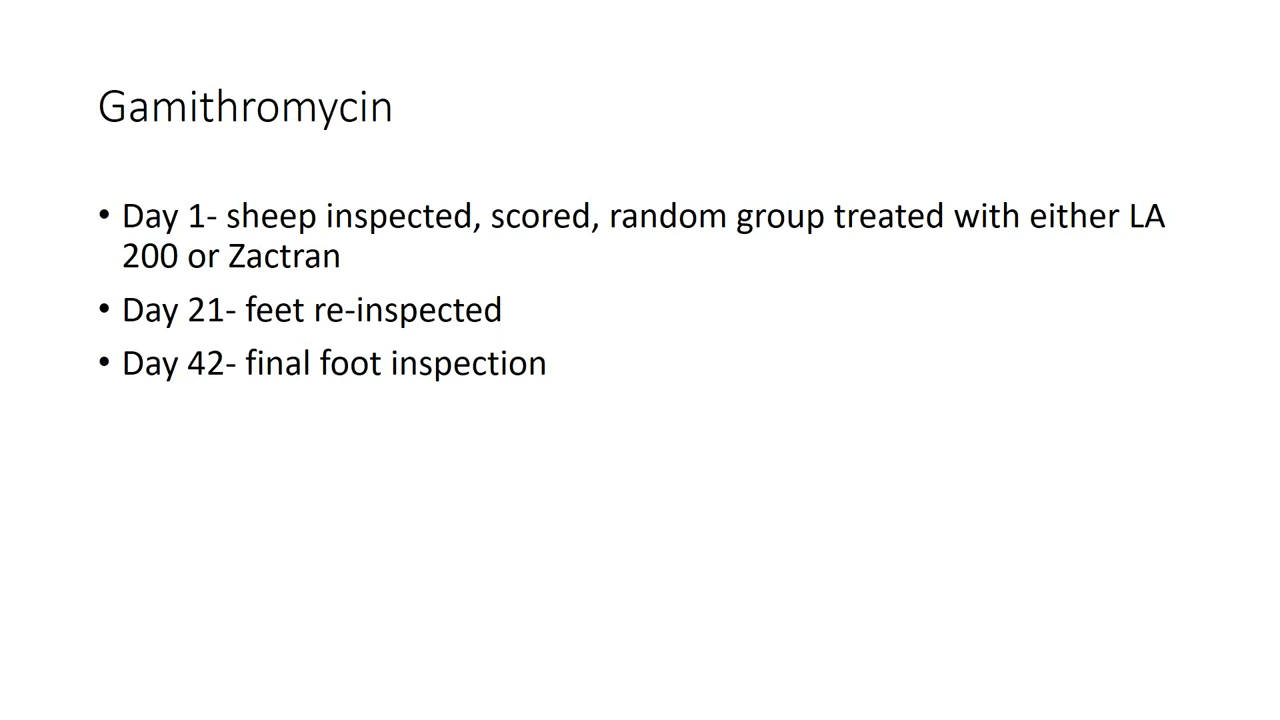 Gamithromycin
• Day 1- sheep inspected, scored, random group treated with either LA
200 or Zactran
• Day 21- feet re-inspected
• Day 42- final foot inspection